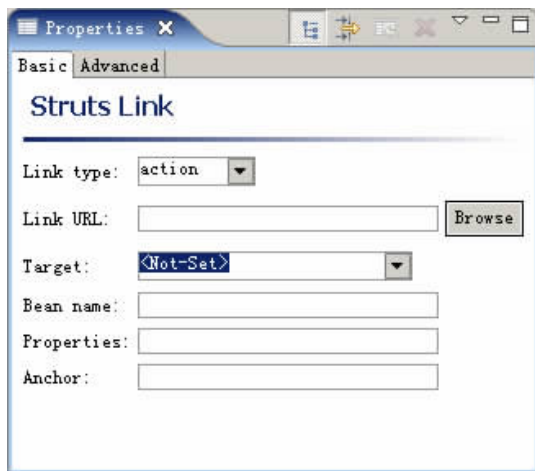 Properties
Basic Advanced
Struts Link
Link type: action
Link URL: Browse
Target: <Not-Set>
Bean name:
Properties:
Anchor: